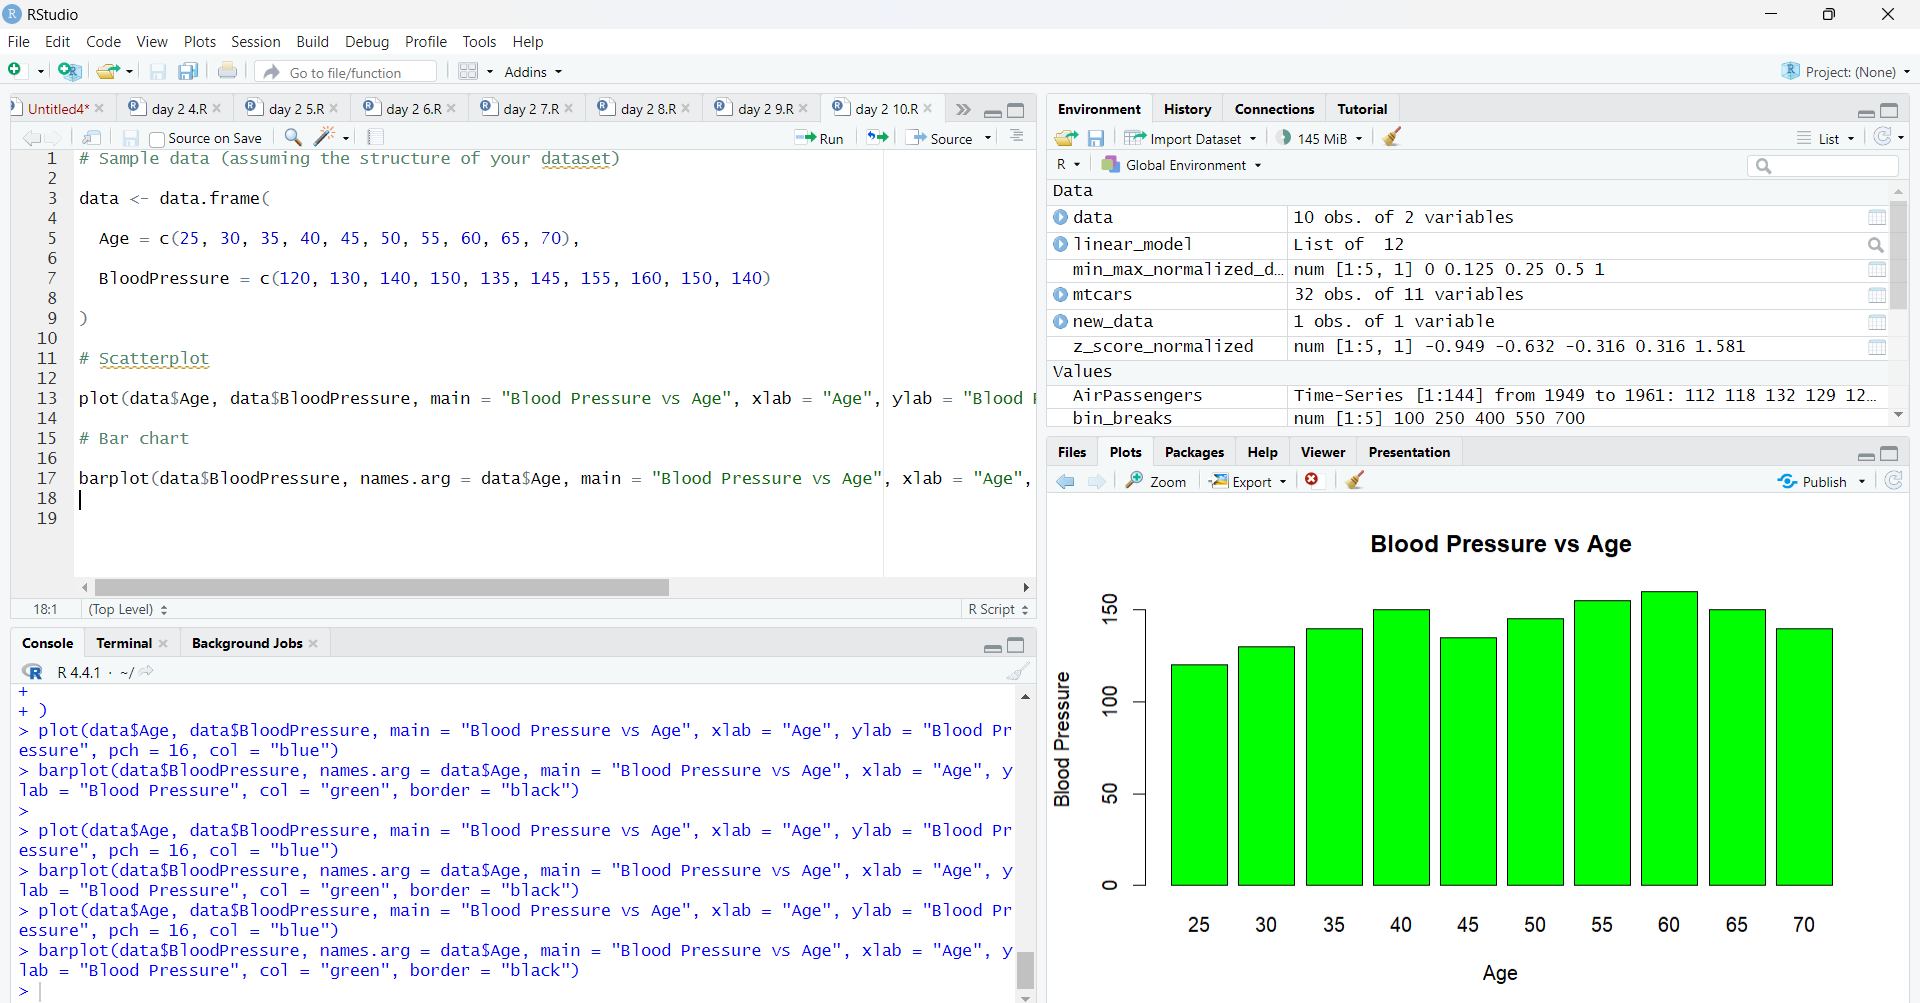 RStudio
File Edit Code View Plots Session Build Debug Profile Tools Help
Go to file/function Addins Project: (None)
Untitled4* day 2 4.R day 2 5.R day 2 6.R day 2 7.R day 2 8.R day 2 9.R day 2 10.R
Source on Save Run Source
1 # Sample data (assuming the structure of your dataset)
2
3 data <- data.frame(
4
5 Age = c(25, 30, 35, 40, 45, 50, 55, 60, 65, 70),
6
7 BloodPressure = c(120, 130, 140, 150, 135, 145, 155, 160, 150, 140)
8
9 )
10
11 # Scatterplot
12
13 plot(data$Age, data$BloodPressure, main = "Blood Pressure vs Age", xlab = "Age", ylab = "Blood
14
15 # Bar chart
16
17 barplot(data$BloodPressure, names.arg = data$Age, main = "Blood Pressure vs Age", xlab = "Age",
18
19
18:1 (Top Level) R Script
Console Terminal Background Jobs
R 4.4.1 · ~/
+
+ )
> plot(data$Age, data$BloodPressure, main = "Blood Pressure vs Age", xlab = "Age", ylab = "Blood Pr
essure", pch = 16, col = "blue")
> barplot(data$BloodPressure, names.arg = data$Age, main = "Blood Pressure vs Age", xlab = "Age", y
lab = "Blood Pressure", col = "green", border = "black")
>
> plot(data$Age, data$BloodPressure, main = "Blood Pressure vs Age", xlab = "Age", ylab = "Blood Pr
essure", pch = 16, col = "blue")
> barplot(data$BloodPressure, names.arg = data$Age, main = "Blood Pressure vs Age", xlab = "Age", y
lab = "Blood Pressure", col = "green", border = "black")
> plot(data$Age, data$BloodPressure, main = "Blood Pressure vs Age", xlab = "Age", ylab = "Blood Pr
essure", pch = 16, col = "blue")
> barplot(data$BloodPressure, names.arg = data$Age, main = "Blood Pressure vs Age", xlab = "Age", y
lab = "Blood Pressure", col = "green", border = "black")
>
Environment History Connections Tutorial
Import Dataset 145 MiB List
R Global Environment
Data
data 10 obs. of 2 variables
linear_model List of 12
min_max_normalized_d... num [1:5, 1] 0 0.125 0.25 0.5 1
mtcars 32 obs. of 11 variables
new_data 1 obs. of 1 variable
z_score_normalized num [1:5, 1] -0.949 -0.632 -0.316 0.316 1.581
Values
AirPassengers Time-Series [1:144] from 1949 to 1961: 112 118 132 129 12...
bin_breaks num [1:5] 100 250 400 550 700
Files Plots Packages Help Viewer Presentation
Zoom Export Publish
Blood Pressure vs Age
Blood Pressure
150
100
50
0
25 30 35 40 45 50 55 60 65 70
Age